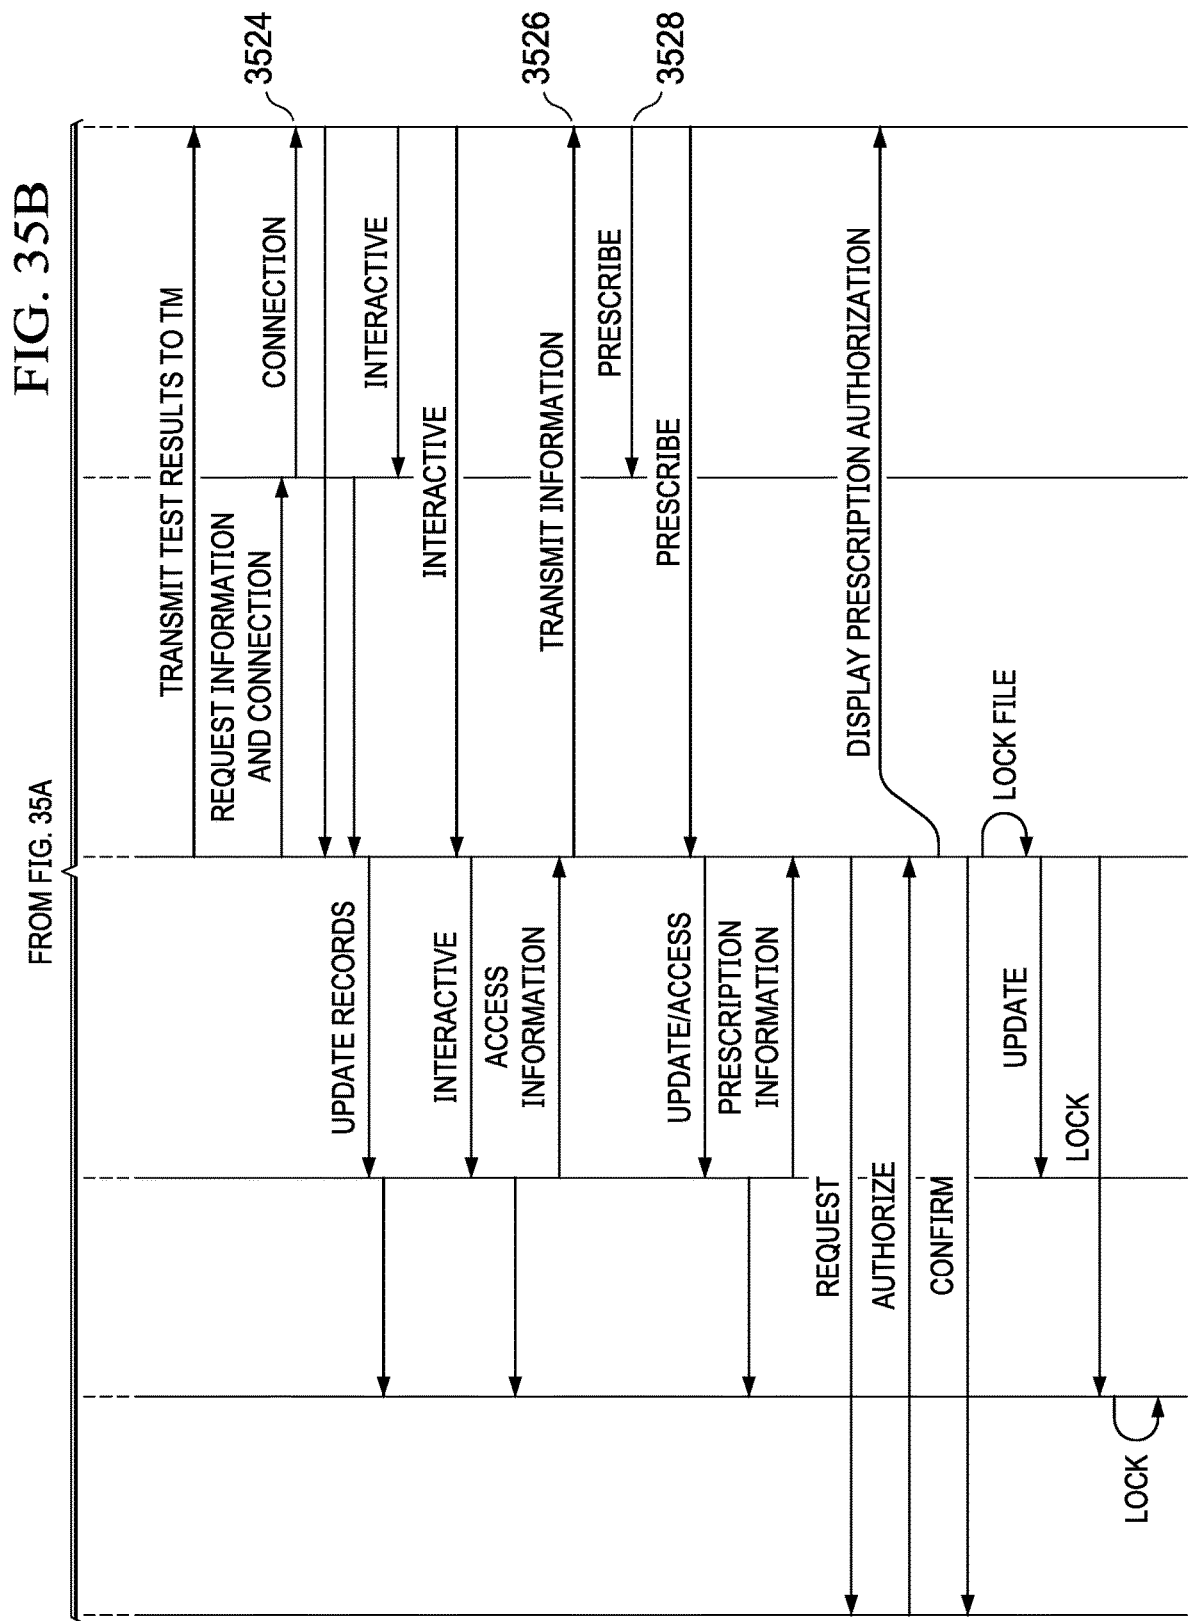 FIG. 35B
FROM FIG. 35A
TRANSMIT TEST RESULTS TO TM
REQUEST INFORMATION
AND CONNECTION
CONNECTION
3524
UPDATE RECORDS
INTERACTIVE
INTERACTIVE
INTERACTIVE
ACCESS
INFORMATION
TRANSMIT INFORMATION
3526
PRESCRIBE
3528
PRESCRIBE
UPDATE/ACCESS
PRESCRIPTION
INFORMATION
REQUEST
DISPLAY PRESCRIPTION AUTHORIZATION
AUTHORIZE
CONFIRM
LOCK FILE
UPDATE
LOCK
LOCK